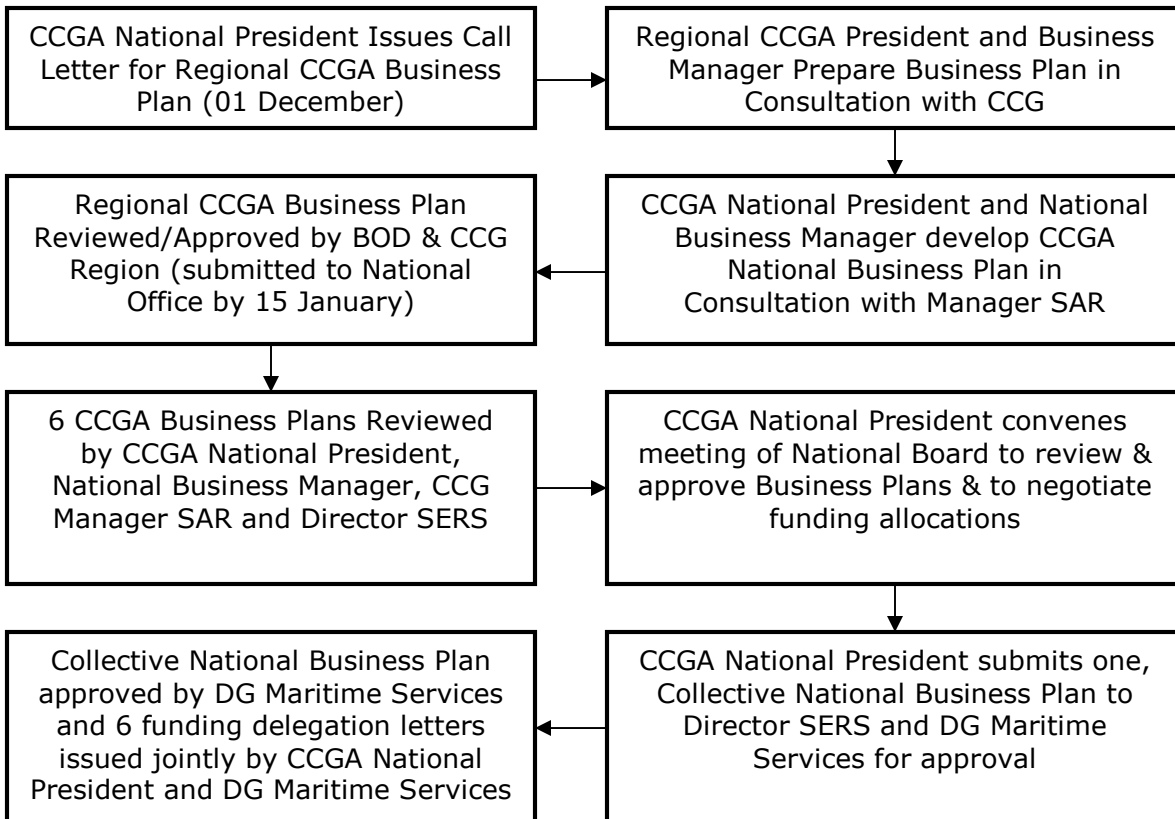 CCGA National President Issues Call
Letter for Regional CCGA Business
Plan (01 December)
Regional CCGA President and Business
Manager Prepare Business Plan in
Consultation with CCG
CCGA National President and National
Business Manager develop CCGA
National Business Plan in
Consultation with Manager SAR
Regional CCGA Business Plan
Reviewed/Approved by BOD & CCG
Region (submitted to National
Office by 15 January)
6 CCGA Business Plans Reviewed
by CCGA National President,
National Business Manager, CCG
Manager SAR and Director SERS
CCGA National President convenes
meeting of National Board to review &
approve Business Plans & to negotiate
funding allocations
CCGA National President submits one,
Collective National Business Plan to
Director SERS and DG Maritime
Services for approval
Collective National Business Plan
approved by DG Maritime Services
and 6 funding delegation letters
issued jointly by CCGA National
President and DG Maritime Services